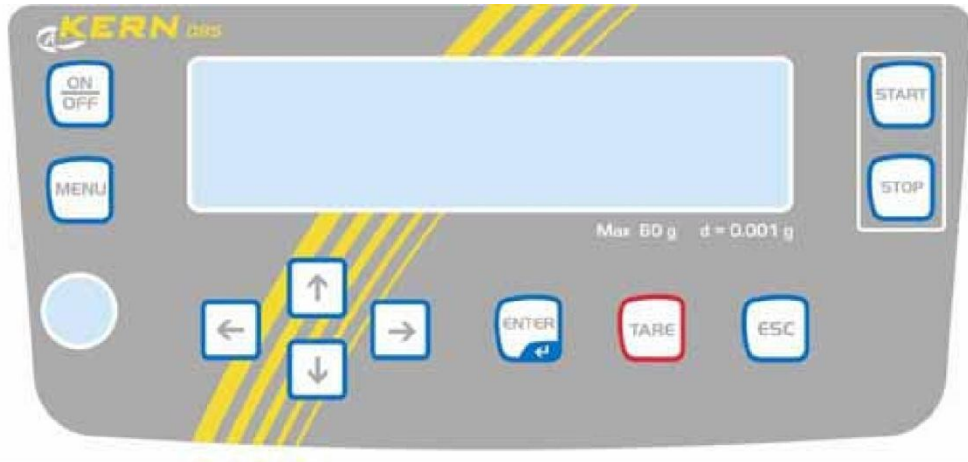 KERN DBS
ON
OFF
START
MENU
STOP
Max 60 g d = 0.001 g
↑
← →
↓
ENTER
TARE
ESC